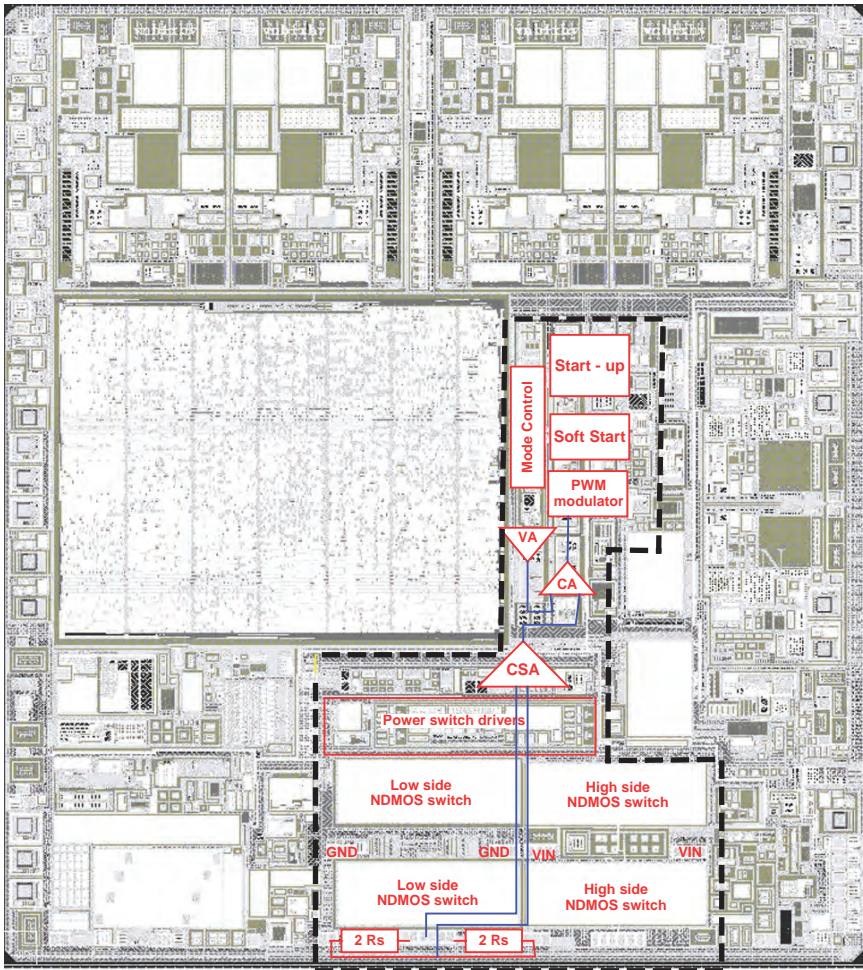 Start - up
Mode Control
Soft Start
PWM
modulator
VA
CA
CSA
Power switch drivers
Low side
NDMOS switch
High side
NDMOS switch
GND
GND
VIN
VIN
Low side
NDMOS switch
High side
NDMOS switch
2 Rs
2 Rs